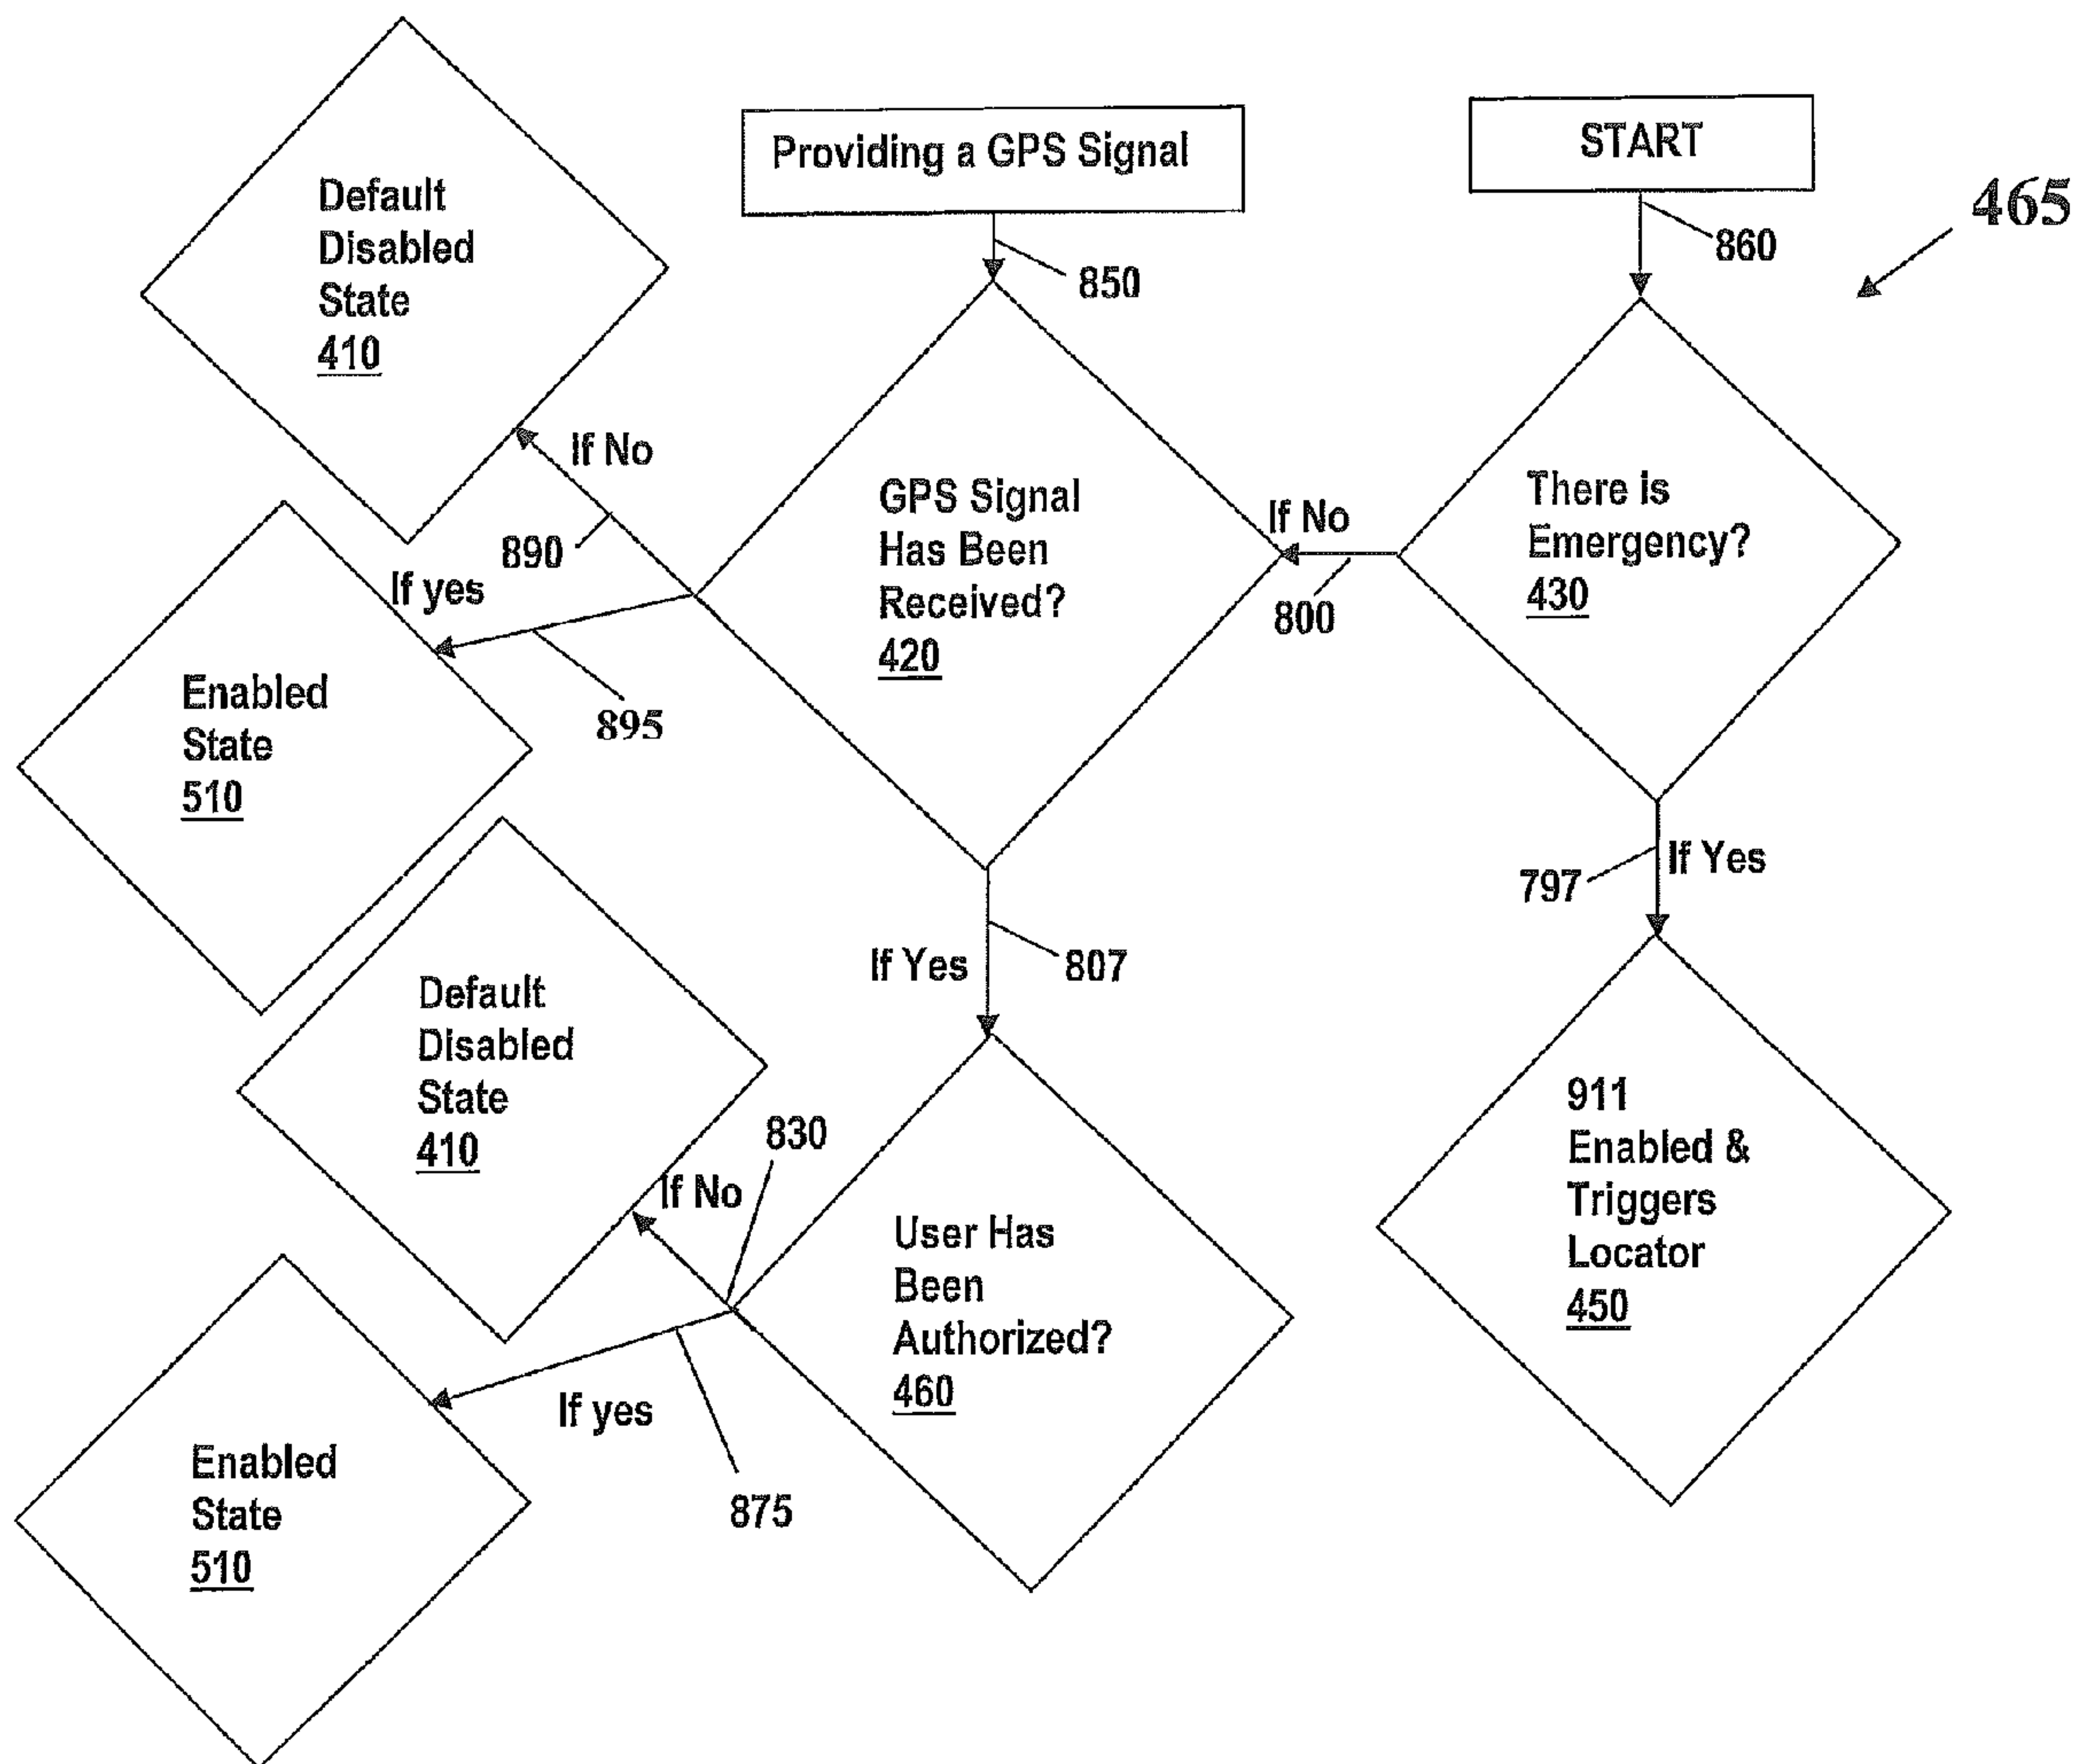 Providing a GPS Signal
START
465
850
860
Default
Disabled
State
410
If No
890
GPS Signal
Has Been
Received?
420
If No
800
There is
Emergency?
430
If yes
895
Enabled
State
510
If Yes
807
797
If Yes
Default
Disabled
State
410
830
If No
User Has
Been
Authorized?
460
911
Enabled &
Triggers
Locator
450
If yes
875
Enabled
State
510